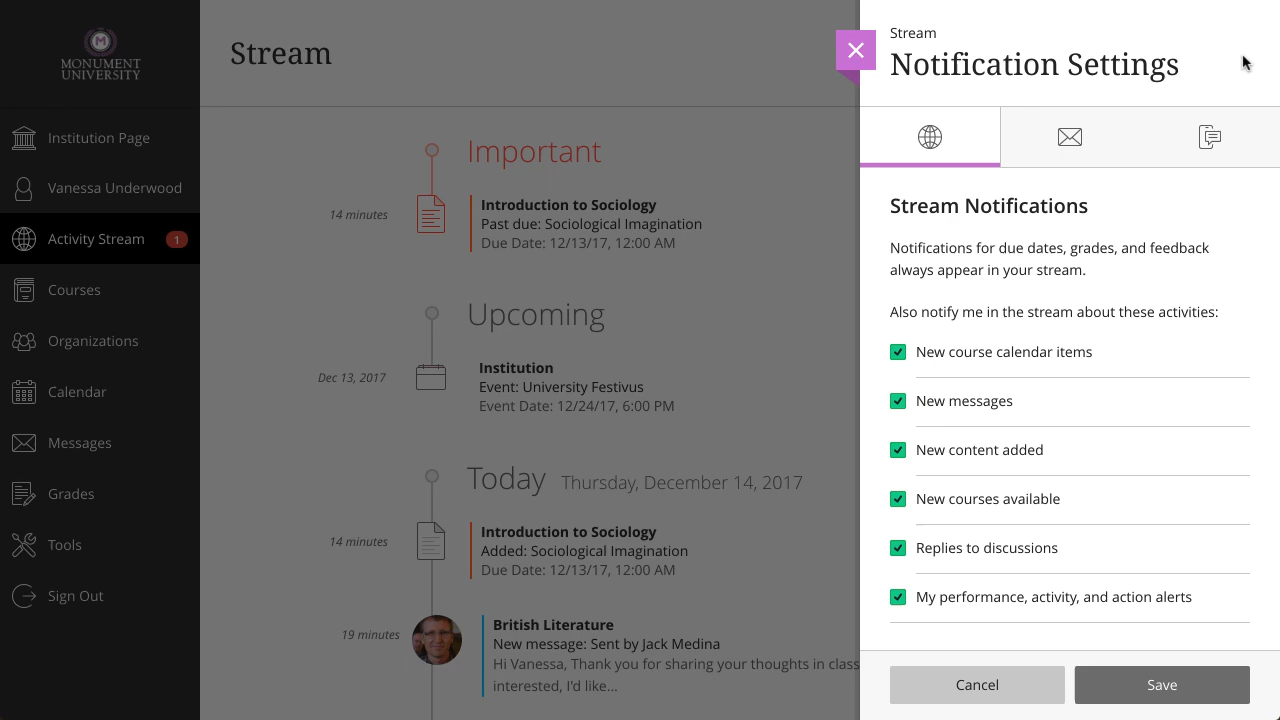 MONUMENT
UNIVERSITY
Institution Page
Vanessa Underwood
Activity Stream 1
Courses
Organizations
Calendar
Messages
Grades
Tools
Sign Out
Stream
Important
14 minutes
Introduction to Sociology
Past due: Sociological Imagination
Due Date: 12/13/17, 12:00 AM
Upcoming
Dec 13, 2017
Institution
Event: University Festivus
Event Date: 12/24/17, 6:00 PM
Today Thursday, December 14, 2017
14 minutes
Introduction to Sociology
Added: Sociological Imagination
Due Date: 12/13/17, 12:00 AM
19 minutes
British Literature
New message: Sent by Jack Medina
Hi Vanessa, Thank you for sharing your thoughts in class
interested, I'd like...
Stream
Notification Settings
Stream Notifications
Notifications for due dates, grades, and feedback
always appear in your stream.
Also notify me in the stream about these activities:
New course calendar items
New messages
New content added
New courses available
Replies to discussions
My performance, activity, and action alerts
Cancel
Save